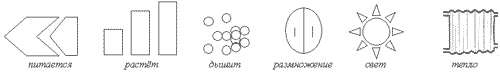 питается растёт дышит размножение свет тепло